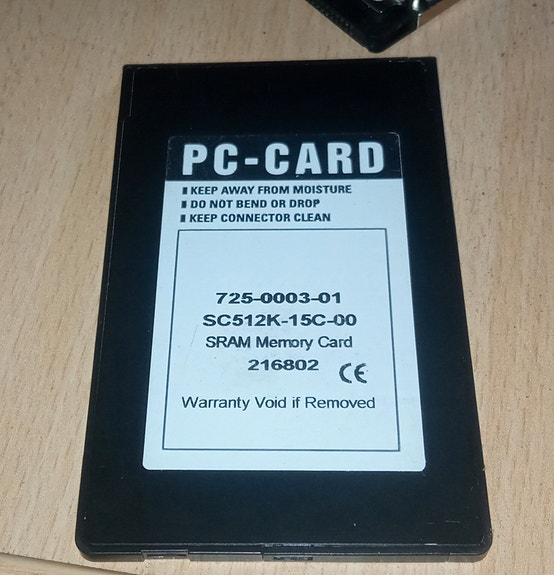 PC-CARD
KEEP AWAY FROM MOISTURE
DO NOT BEND OR DROP
KEEP CONNECTOR CLEAN
725-0003-01
SC512K-15C-00
SRAM Memory Card
216802 CE
Warranty Void if Removed